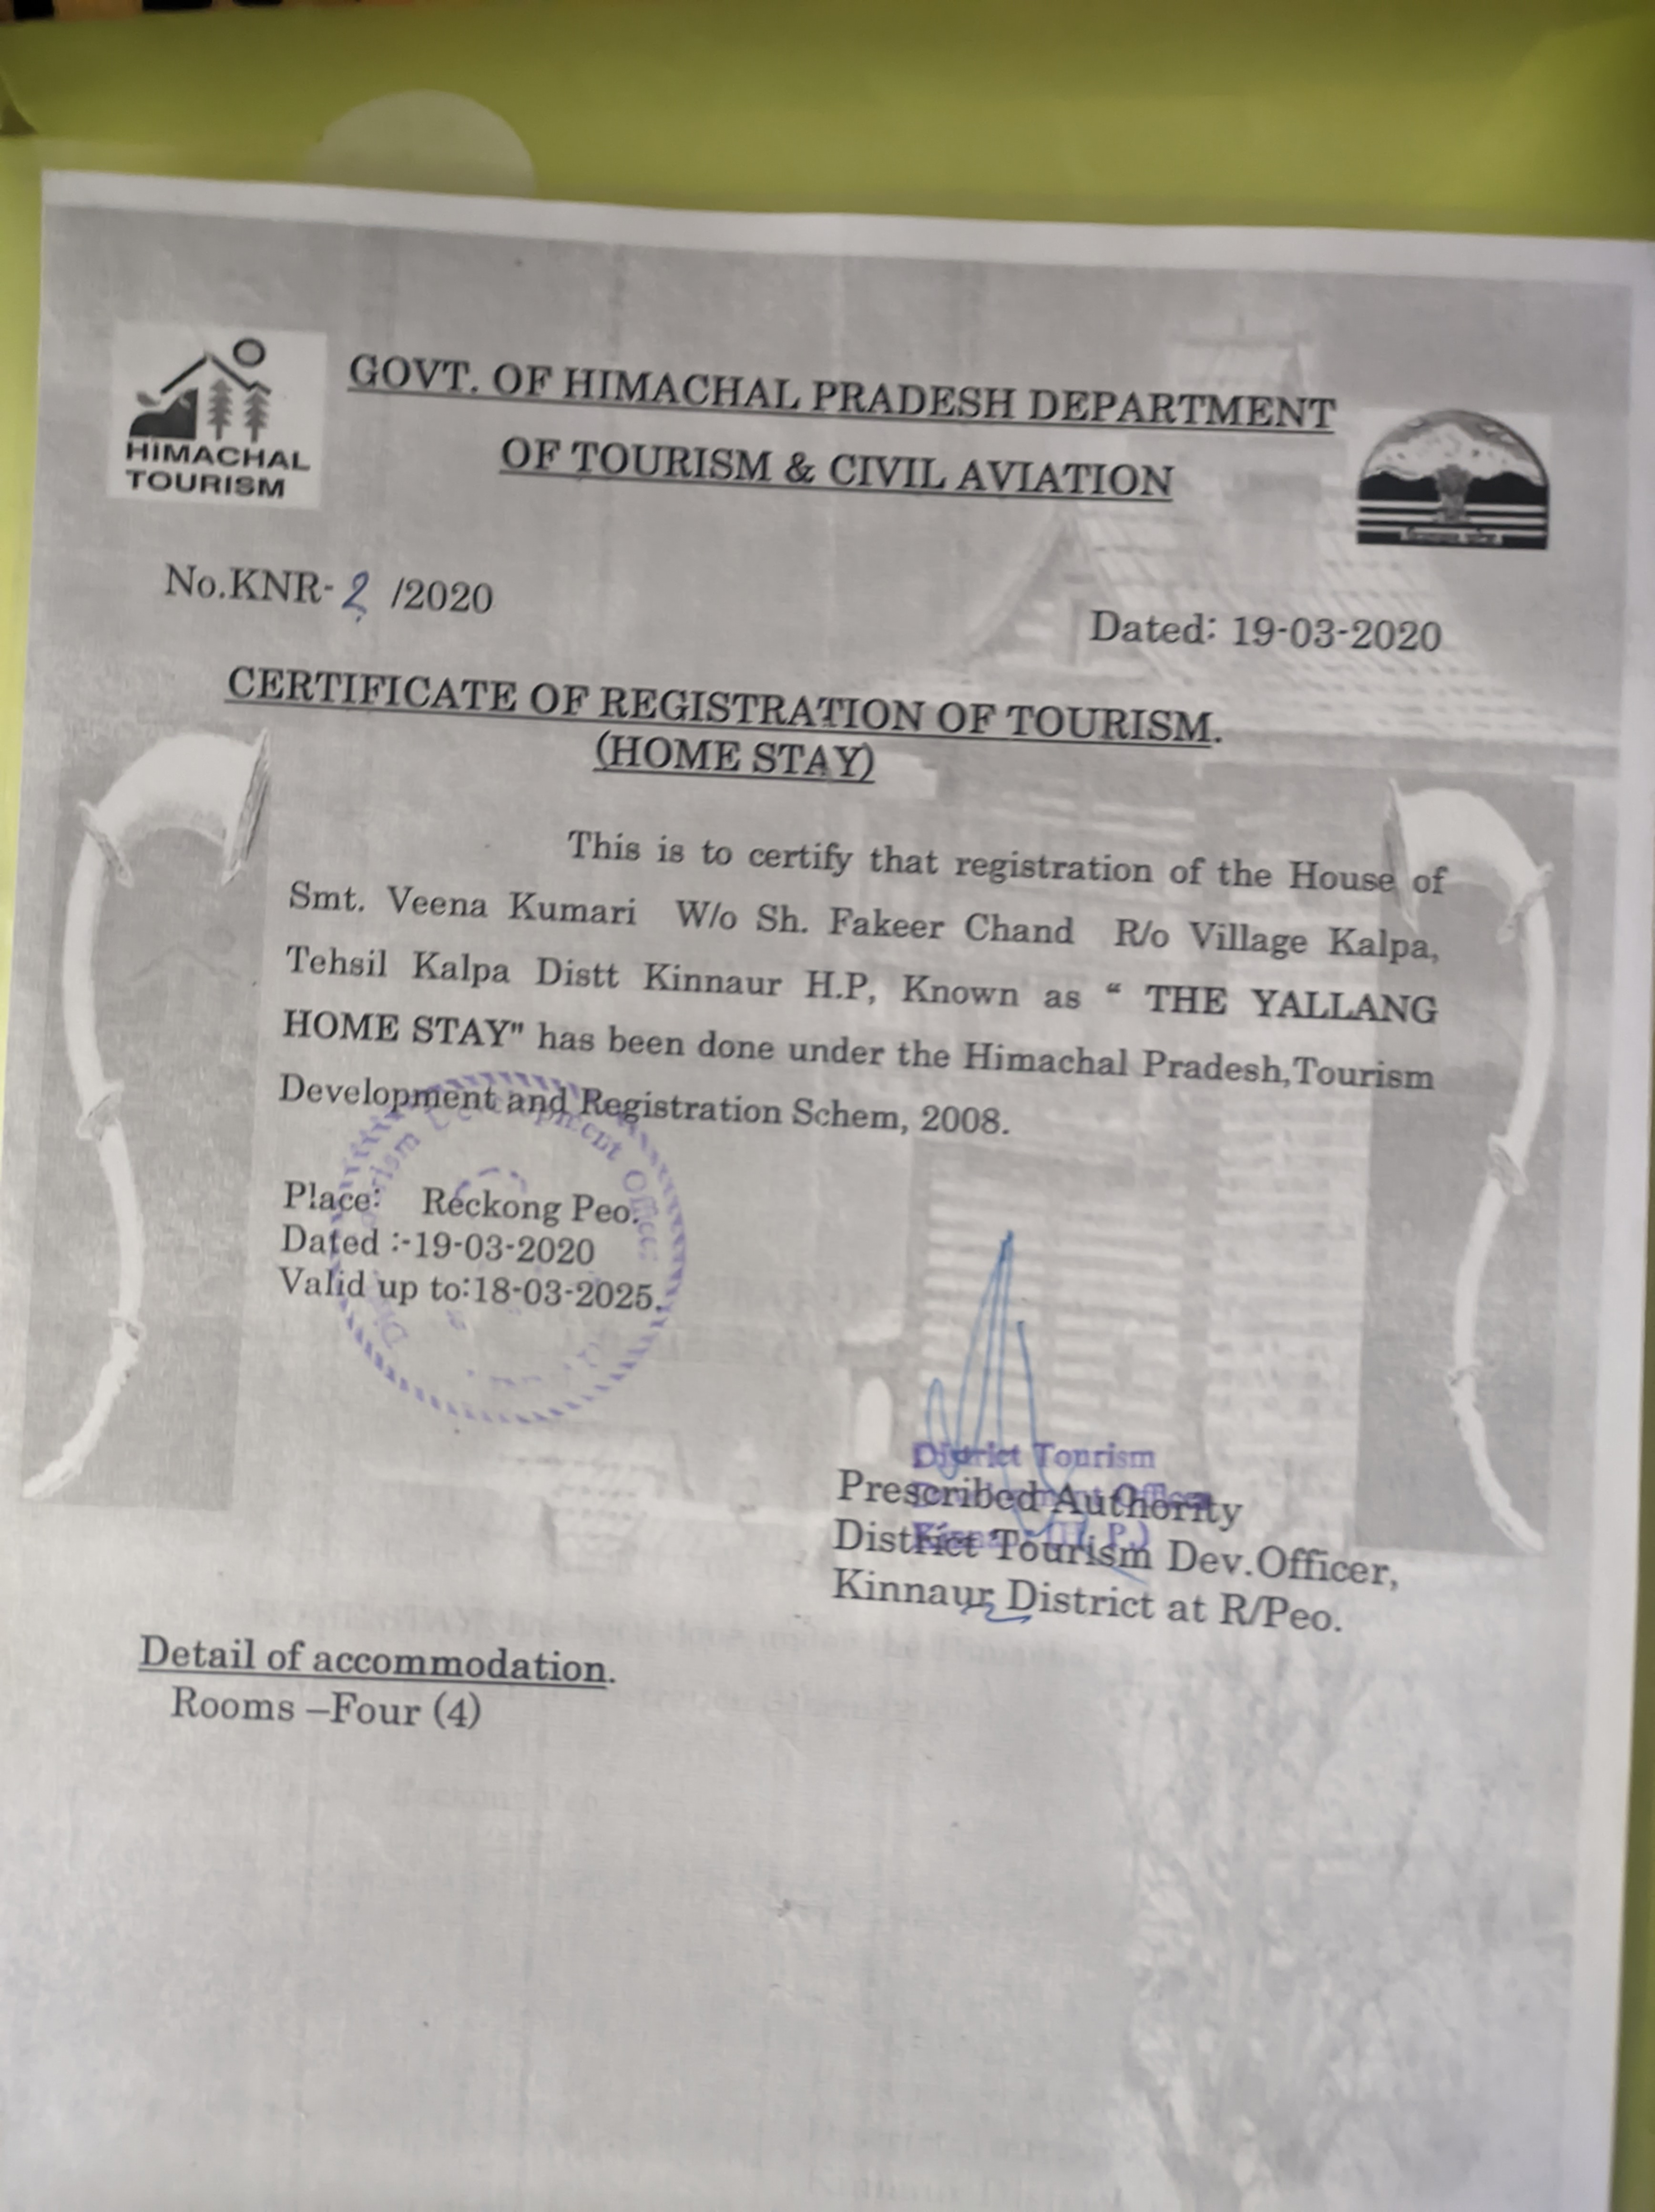 HIMACHAL
TOURISM
GOVT. OF HIMACHAL PRADESH DEPARTMENT
OF TOURISM & CIVIL AVIATION
No.KNR-2 /2020
Dated: 19-03-2020
CERTIFICATE OF REGISTRATION OF TOURISM.
(HOME STAY)
This is to certify that registration of the House of
Smt. Veena Kumari W/o Sh. Fakeer Chand R/o Village Kalpa,
Tehsil Kalpa Distt Kinnaur H.P, Known as “ THE YALLANG
HOME STAY" has been done under the Himachal Pradesh,Tourism
Development and Registration Schem, 2008.
Place: Reckong Peo.
Dated :-19-03-2020
Valid up to:18-03-2025.
District Tourism
Prescribed Authority
District Tourism Dev.Officer,
Kinnaur District at R/Peo.
Detail of accommodation.
Rooms –Four (4)